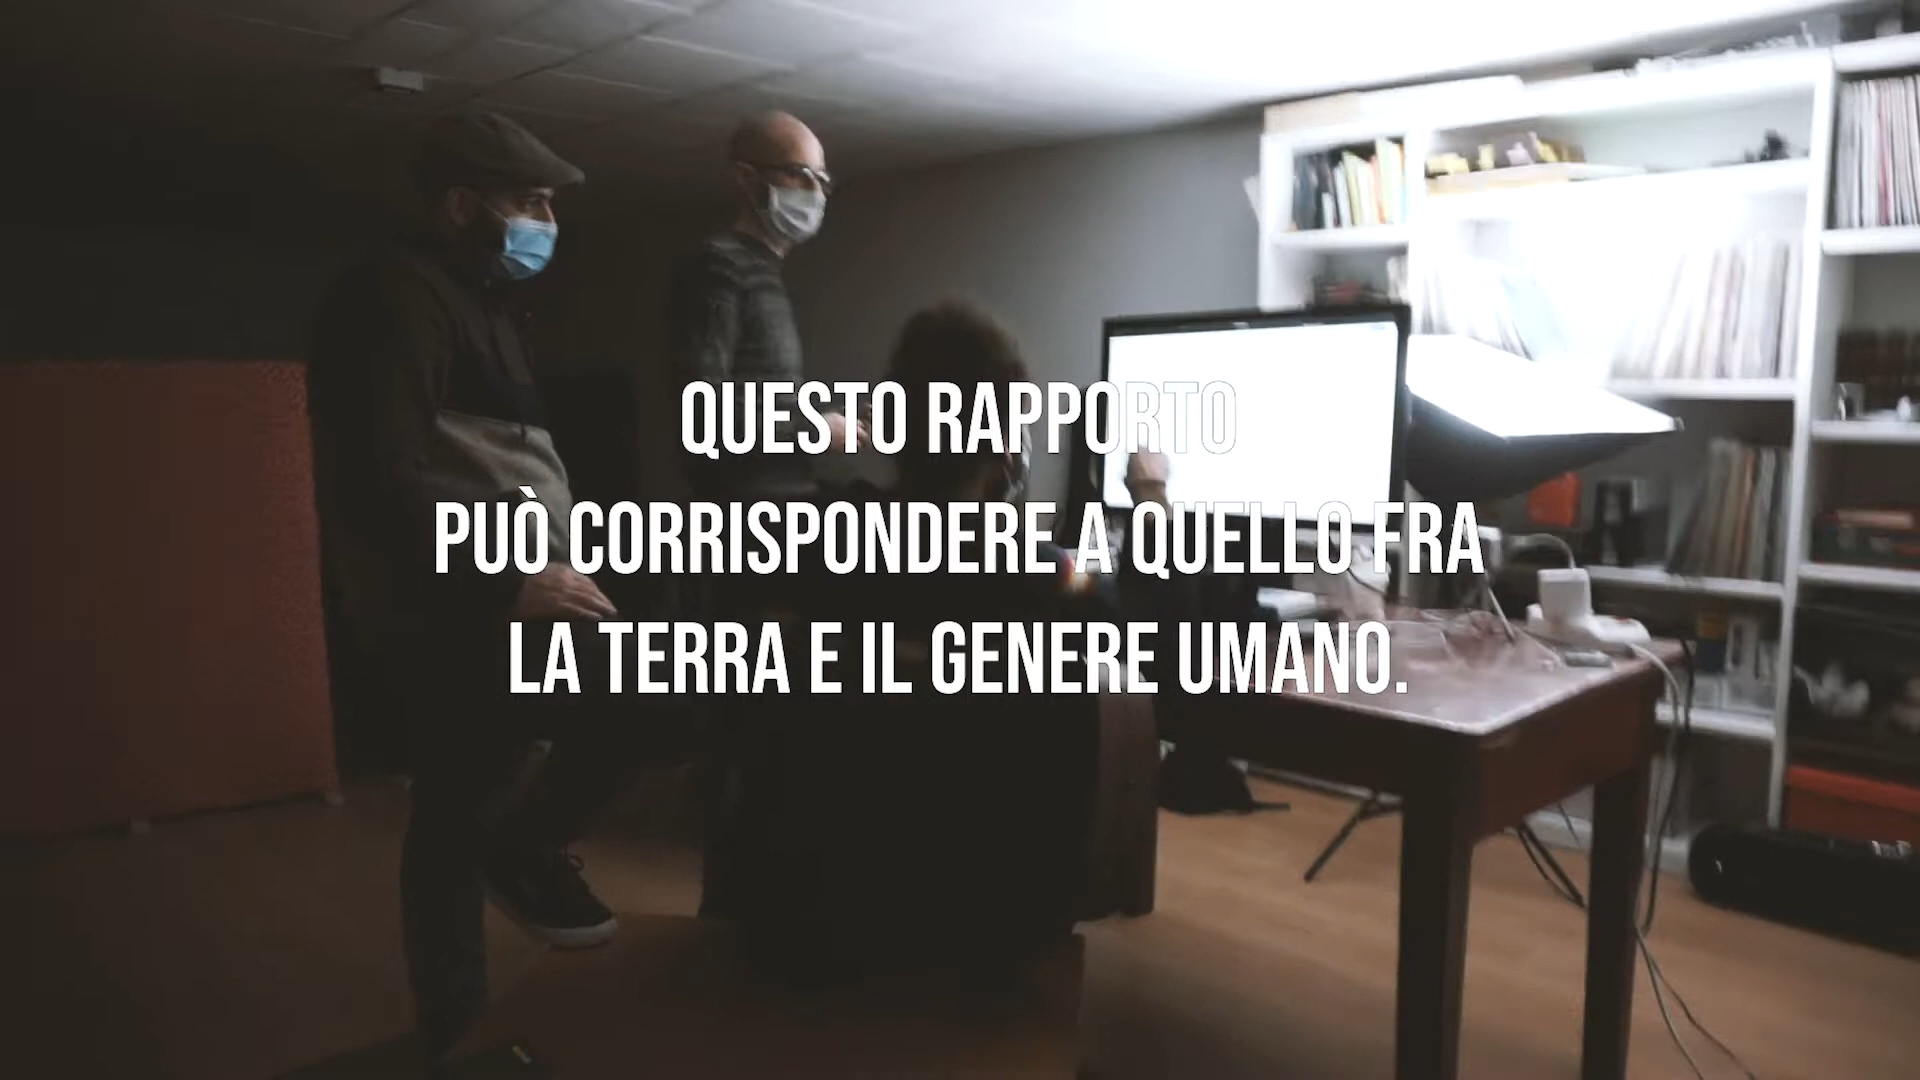 QUESTO RAPPORTO
PUÒ CORRISPONDERE A QUELLO FRA
LA TERRA E IL GENERE UMANO.